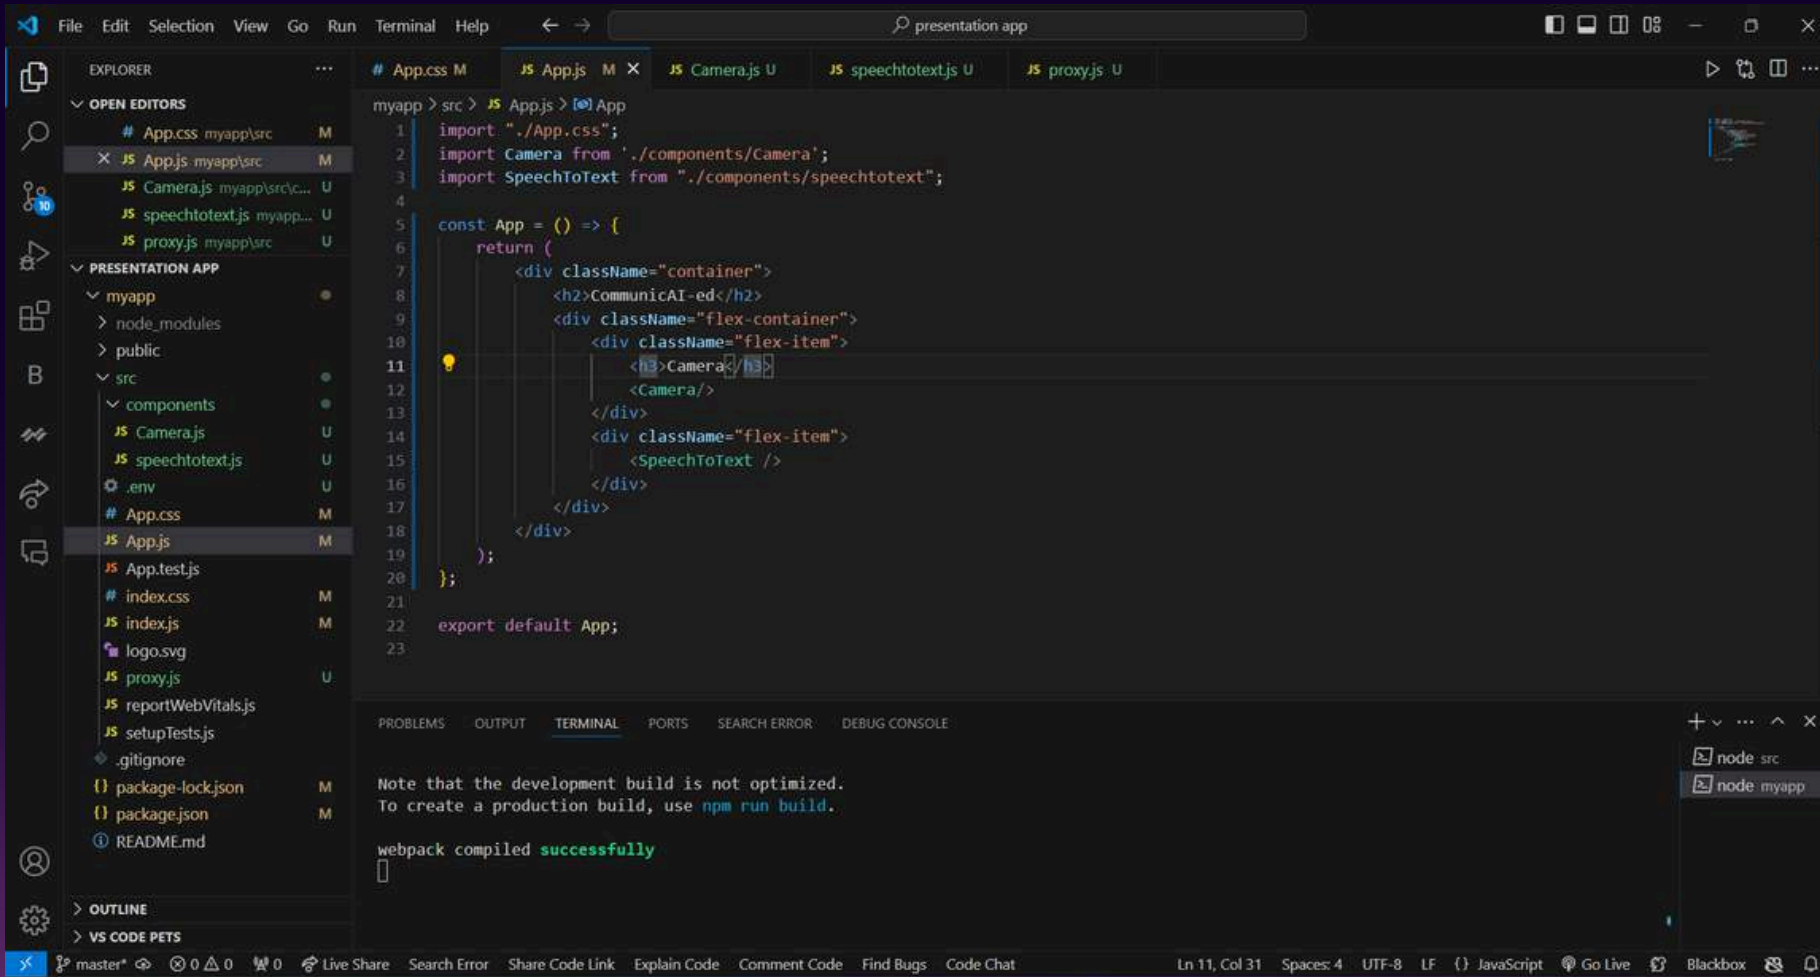 File Edit Selection View Go Run Terminal Help
presentation app
EXPLORER
OPEN EDITORS
# App.css myapp\src M
JS App.js myapp\src M
JS Camera.js myapp\src\c... U
JS speechtotext.js myapp... U
JS proxy.js myapp\src U
PRESENTATION APP
myapp
node_modules
public
src
components
JS Camera.js U
JS speechtotext.js U
.env U
# App.css M
JS App.js M
JS App.test.js
# index.css M
JS index.js M
logo.svg
JS proxy.js U
JS reportWebVitals.js
JS setupTests.js
.gitignore
{} package-lock.json M
{} package.json M
README.md
OUTLINE
VS CODE PETS
10
B
# App.css M JS App.js M JS Camera.js U JS speechtotext.js U JS proxy.js U
myapp > src > JS App.js > App
1 import "./App.css";
2 import Camera from './components/Camera';
3 import SpeechToText from "./components/speechtotext";
4
5 const App = () => {
6 return (
7 <div className="container">
8 <h2>CommunicAI-ed</h2>
9 <div className="flex-container">
10 <div className="flex-item">
11 <h3>Camera</h3>
12 <Camera/>
13 </div>
14 <div className="flex-item">
15 <SpeechToText />
16 </div>
17 </div>
18 </div>
19 );
20 };
21
22 export default App;
23
PROBLEMS OUTPUT TERMINAL PORTS SEARCH ERROR DEBUG CONSOLE
Note that the development build is not optimized.
To create a production build, use npm run build.
webpack compiled successfully
node src
node myapp
master* 0 0 0 Live Share Search Error Share Code Link Explain Code Comment Code Find Bugs Code Chat Ln 11, Col 31 Spaces: 4 UTF-8 LF {} JavaScript Go Live Blackbox